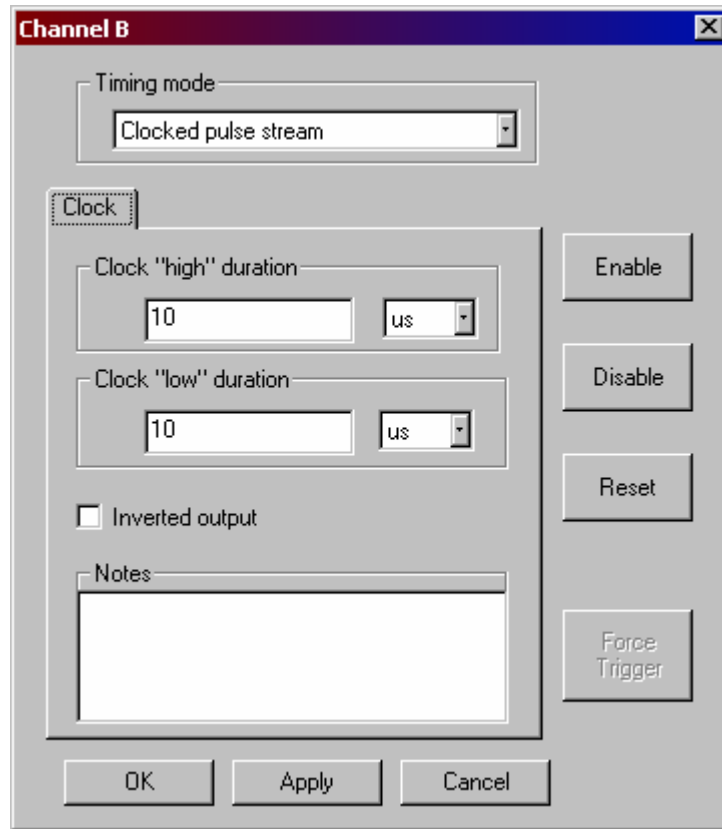 Channel B
Timing mode
Clocked pulse stream
Clock
Clock "high" duration
10 us
Enable
Clock "low" duration
10 us
Disable
Reset
Inverted output
Notes
Force
Trigger
OK Apply Cancel